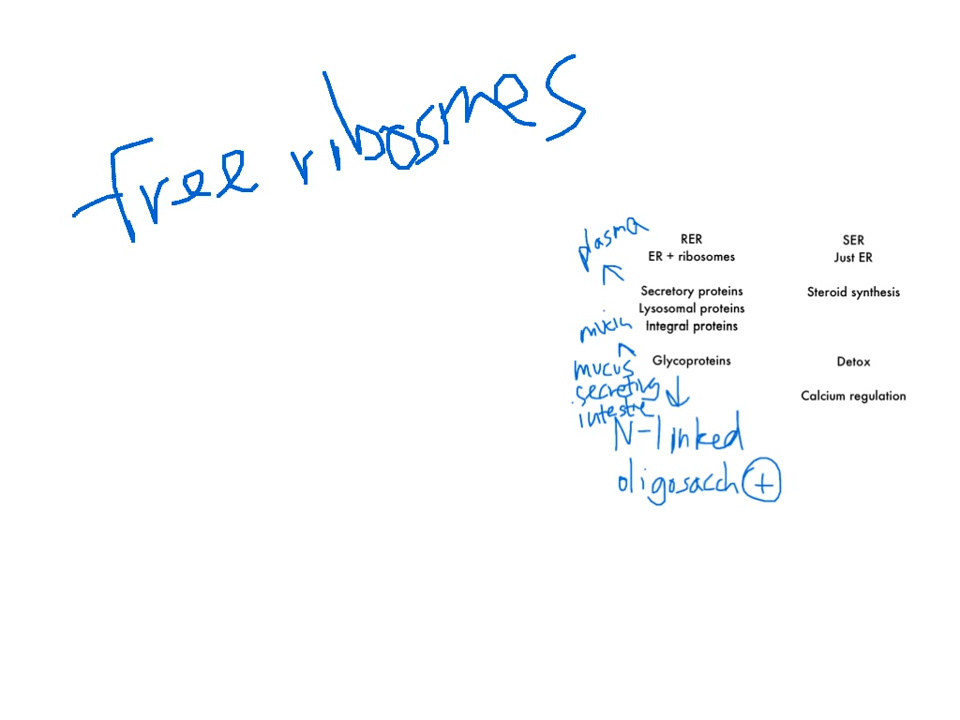 free ribosmes
plasma
RER SER
ER + ribosomes Just ER
Secretory proteins Steroid synthesis
Lysosomal proteins
mucin Integral proteins
Glycoproteins Detox
mucus
secreting Calcium regulation
intestre
N-linked
oligosacch +